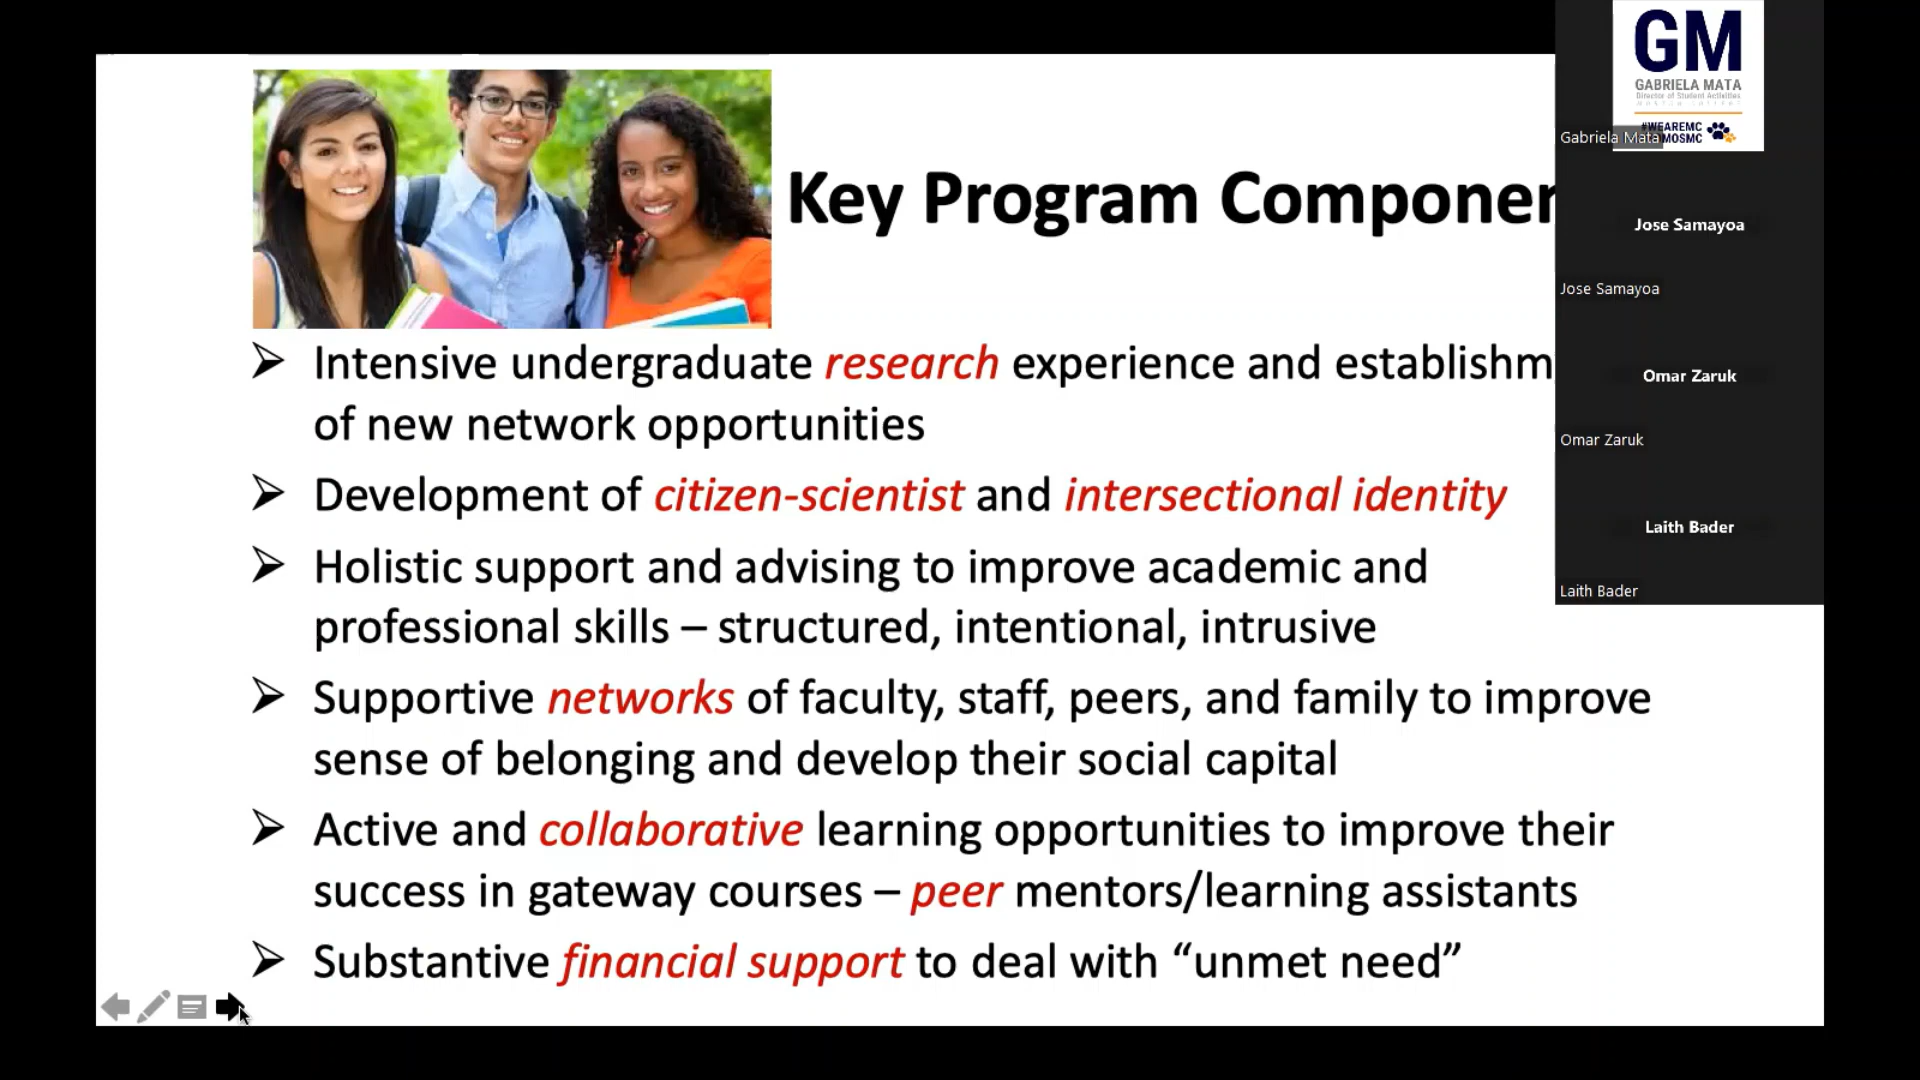 Key Program Componen
Intensive undergraduate research experience and establishm
of new network opportunities
Development of citizen-scientist and intersectional identity
Holistic support and advising to improve academic and
professional skills – structured, intentional, intrusive
Supportive networks of faculty, staff, peers, and family to improve
sense of belonging and develop their social capital
Active and collaborative learning opportunities to improve their
success in gateway courses – peer mentors/learning assistants
Substantive financial support to deal with “unmet need”
GM
GABRIELA MATA
Director of Student Activities
#WEAREMC
MOSMC
Gabriela Mata
Jose Samayoa
Jose Samayoa
Omar Zaruk
Omar Zaruk
Laith Bader
Laith Bader